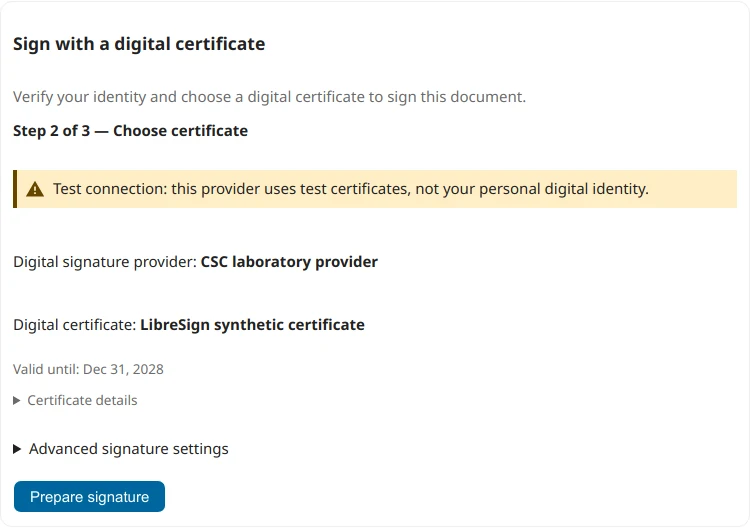 Sign with a digital certificate
Verify your identity and choose a digital certificate to sign this document.
Step 2 of 3 — Choose certificate
Test connection: this provider uses test certificates, not your personal digital identity.
Digital signature provider: CSC laboratory provider
Digital certificate: LibreSign synthetic certificate
Valid until: Dec 31, 2028
Certificate details
Advanced signature settings
Prepare signature